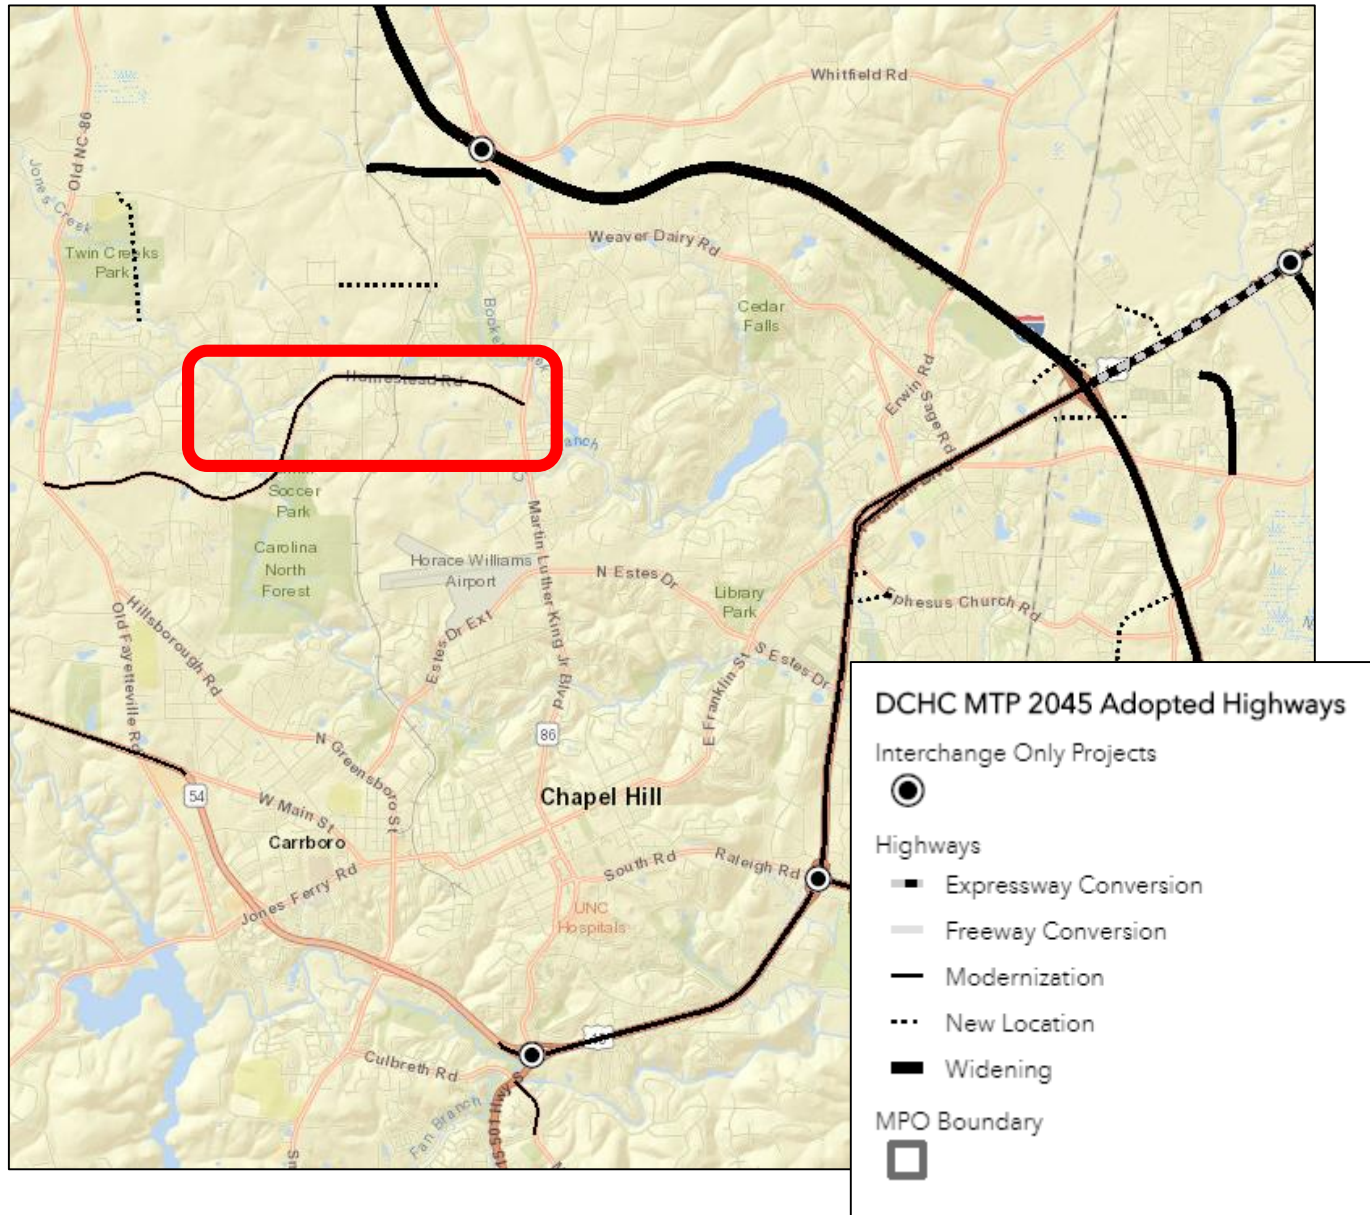 Whitfield Rd
Old NC 86
Jones Creek
Weaver Dairy Rd
Twin Creeks
Park
Cedar
Falls
Homestead Rd
Erwin Rd
Sage Rd
Soccer
Park
Martin Luther King Jr Blvd
Carolina
North
Forest
Horace Williams
Airport
N Estes Dr
Library
Park
Ephesus Church Rd
Old Fayetteville Rd
Hillsborough Rd
Estes Dr Ext
S Estes Dr
E Franklin St
86
N Greensboro St
54
W Main St
Chapel Hill
Carrboro
South Rd
Raleigh Rd
Jones Ferry Rd
UNC
Hospitals
Culbreth Rd
Fan Branch
15 501 Hwy S
DCHC MTP 2045 Adopted Highways
Interchange Only Projects
Highways
Expressway Conversion
Freeway Conversion
Modernization
New Location
Widening
MPO Boundary